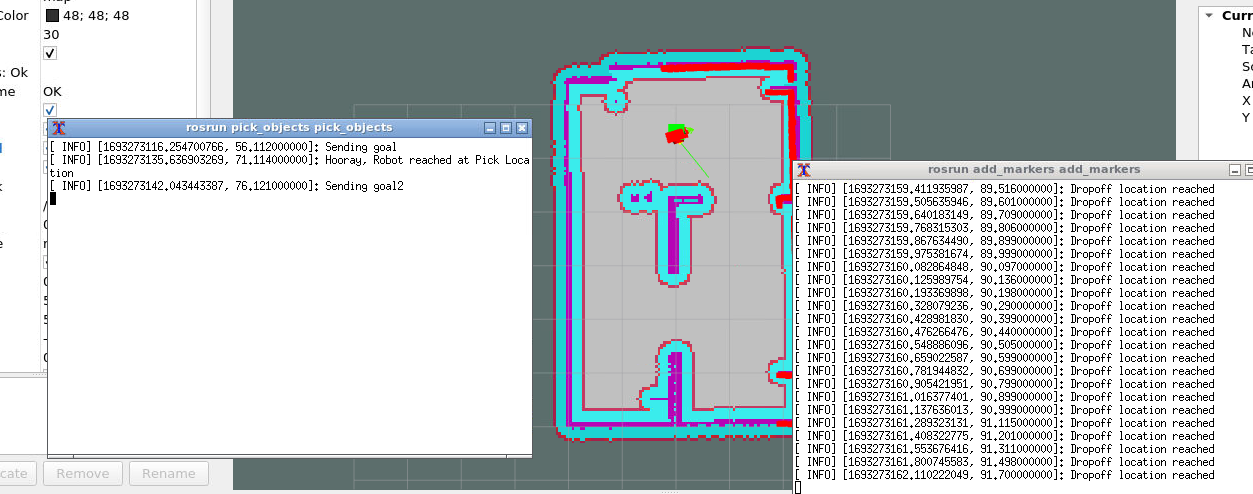 map
Color
48; 48; 48
30
s: Ok
me
OK
rosrun pick_objects pick_objects
[ INFO] [1693273116.254700766, 56.112000000]: Sending goal
[ INFO] [1693273135.636903269, 71.114000000]: Hooray, Robot reached at Pick Loca
tion
[ INFO] [1693273142.043443387, 76.121000000]: Sending goal2
cate
Remove
Rename
Curr
N
Ta
So
An
X
Y
rosrun add_markers add_markers
[ INFO] [1693273159.411935987, 89.516000000]: Dropoff location reached
[ INFO] [1693273159.505635946, 89.601000000]: Dropoff location reached
[ INFO] [1693273159.640183149, 89.709000000]: Dropoff location reached
[ INFO] [1693273159.768315303, 89.806000000]: Dropoff location reached
[ INFO] [1693273159.867634490, 89.899000000]: Dropoff location reached
[ INFO] [1693273159.975381674, 89.999000000]: Dropoff location reached
[ INFO] [1693273160.082864848, 90.097000000]: Dropoff location reached
[ INFO] [1693273160.125989754, 90.136000000]: Dropoff location reached
[ INFO] [1693273160.193369898, 90.198000000]: Dropoff location reached
[ INFO] [1693273160.328079236, 90.290000000]: Dropoff location reached
[ INFO] [1693273160.428981830, 90.399000000]: Dropoff location reached
[ INFO] [1693273160.476266476, 90.440000000]: Dropoff location reached
[ INFO] [1693273160.548886096, 90.505000000]: Dropoff location reached
[ INFO] [1693273160.659022587, 90.599000000]: Dropoff location reached
[ INFO] [1693273160.781944832, 90.699000000]: Dropoff location reached
[ INFO] [1693273160.905421951, 90.799000000]: Dropoff location reached
[ INFO] [1693273161.016377401, 90.899000000]: Dropoff location reached
[ INFO] [1693273161.137636013, 90.999000000]: Dropoff location reached
[ INFO] [1693273161.289323131, 91.115000000]: Dropoff location reached
[ INFO] [1693273161.408322775, 91.201000000]: Dropoff location reached
[ INFO] [1693273161.553676416, 91.311000000]: Dropoff location reached
[ INFO] [1693273161.800745583, 91.498000000]: Dropoff location reached
[ INFO] [1693273162.110222049, 91.700000000]: Dropoff location reached